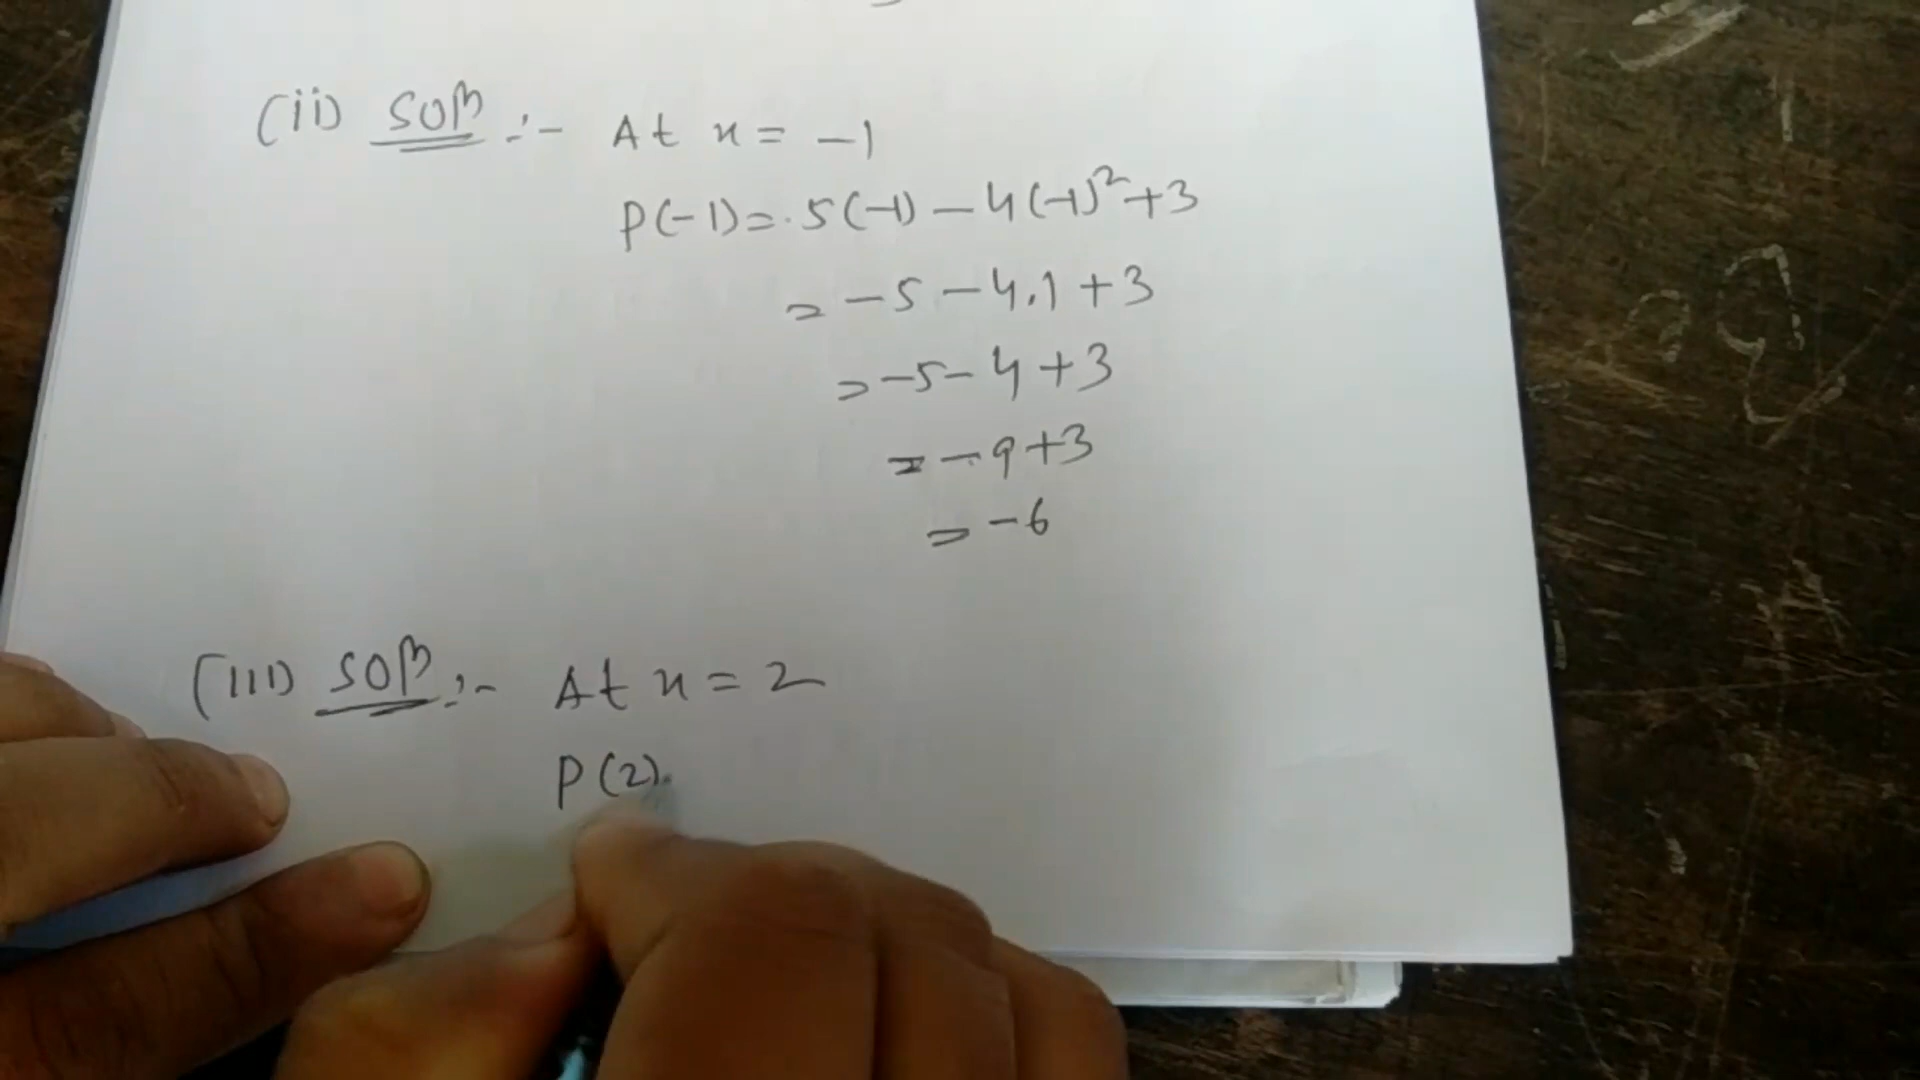 (ii) Soln :- At x = -1
P(-1) = 5(-1) - 4(-1)² + 3
= -5 - 4.1 + 3
= -5 - 4 + 3
= -9 + 3
= -6
(iii) Soln :- At x = 2
P(2)